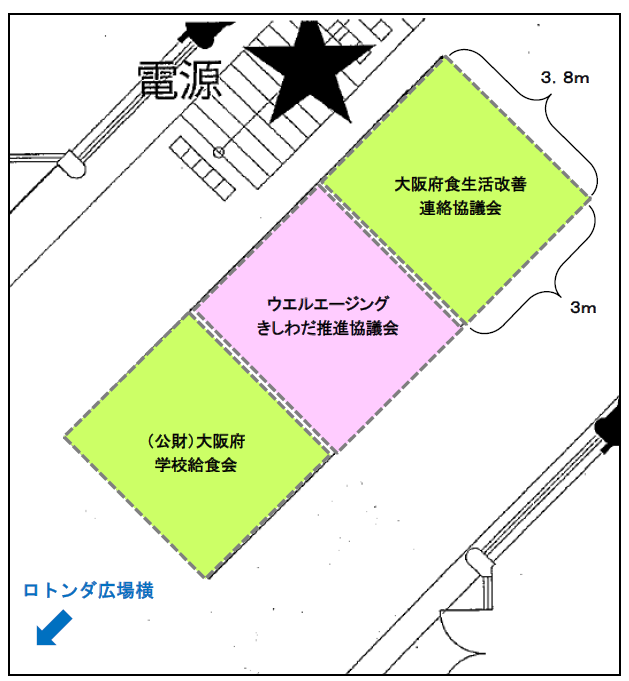 電源
3．8m
大阪府食生活改善
連絡協議会
3m
ウエルエージング
きしわだ推進協議会
（公財）大阪府
学校給食会
ロトンダ広場横